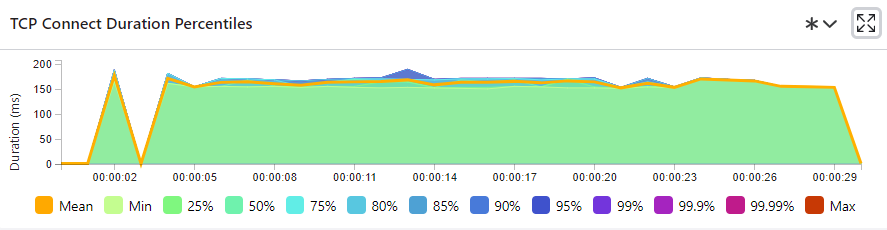 TCP Connect Duration Percentiles
Duration (ms)
200
150
100
50
0
00:00:02 00:00:05 00:00:08 00:00:11 00:00:14 00:00:17 00:00:20 00:00:23 00:00:26 00:00:29
Mean Min 25% 50% 75% 80% 85% 90% 95% 99% 99.9% 99.99% Max